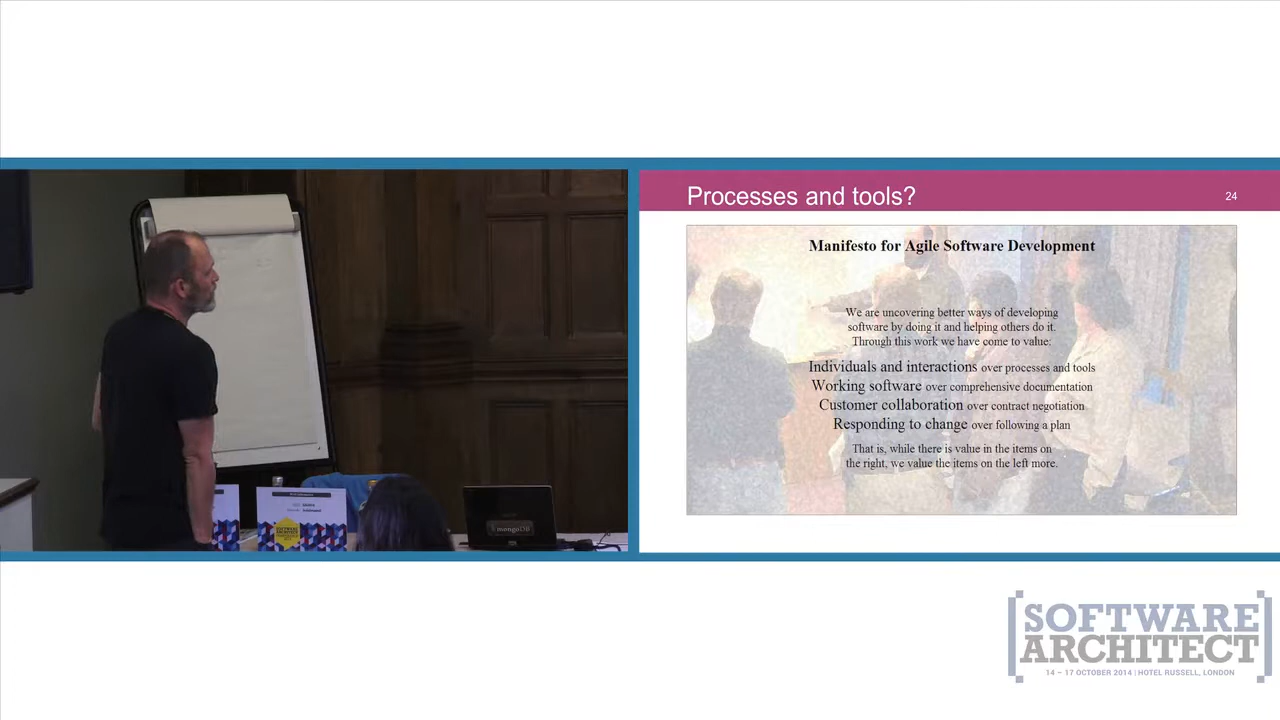 Processes and tools?
24
Manifesto for Agile Software Development
We are uncovering better ways of developing
software by doing it and helping others do it.
Through this work we have come to value:
Individuals and interactions over processes and tools
Working software over comprehensive documentation
Customer collaboration over contract negotiation
Responding to change over following a plan
That is, while there is value in the items on
the right, we value the items on the left more.
mongoDB
[SOFTWARE
ARCHITECT]
14 – 17 OCTOBER 2014 | HOTEL RUSSELL, LONDON